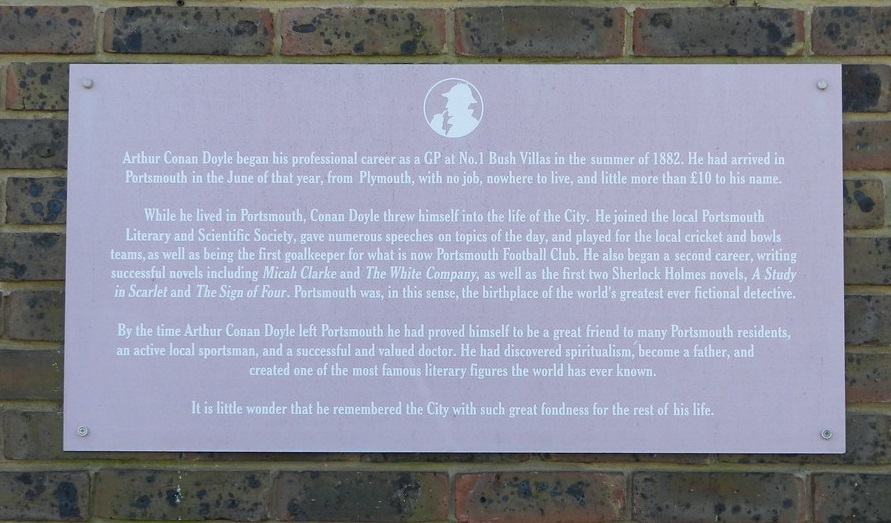 Arthur Conan Doyle began his professional career as a GP at No.1 Bush Villas in the summer of 1882. He had arrived in
Portsmouth in the June of that year, from Plymouth, with no job, nowhere to live, and little more than £10 to his name.
While he lived in Portsmouth, Conan Doyle threw himself into the life of the City. He joined the local Portsmouth
Literary and Scientific Society, gave numerous speeches on topics of the day, and played for the local cricket and bowls
teams, as well as being the first goalkeeper for what is now Portsmouth Football Club. He also began a second career, writing
successful novels including Micah Clarke and The White Company, as well as the first two Sherlock Holmes novels, A Study
in Scarlet and The Sign of Four. Portsmouth was, in this sense, the birthplace of the world's greatest ever fictional detective.
By the time Arthur Conan Doyle left Portsmouth he had proved himself to be a great friend to many Portsmouth residents,
an active local sportsman, and a successful and valued doctor. He had discovered spiritualism, become a father, and
created one of the most famous literary figures the world has ever known.
It is little wonder that he remembered the City with such great fondness for the rest of his life.